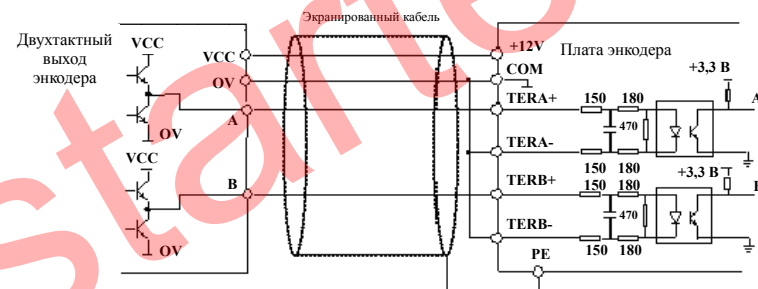 Экранированный кабель
Двухтактный
выход
энкодера
VCC
VCC
OV
A
OV
VCC
B
OV
+12V
COM
TERA+
TERA-
TERB+
TERB-
PE
Плата энкодера
+3,3 В
150 180
470
A
150 180
150 180
+3,3 В
470
150 180
starte